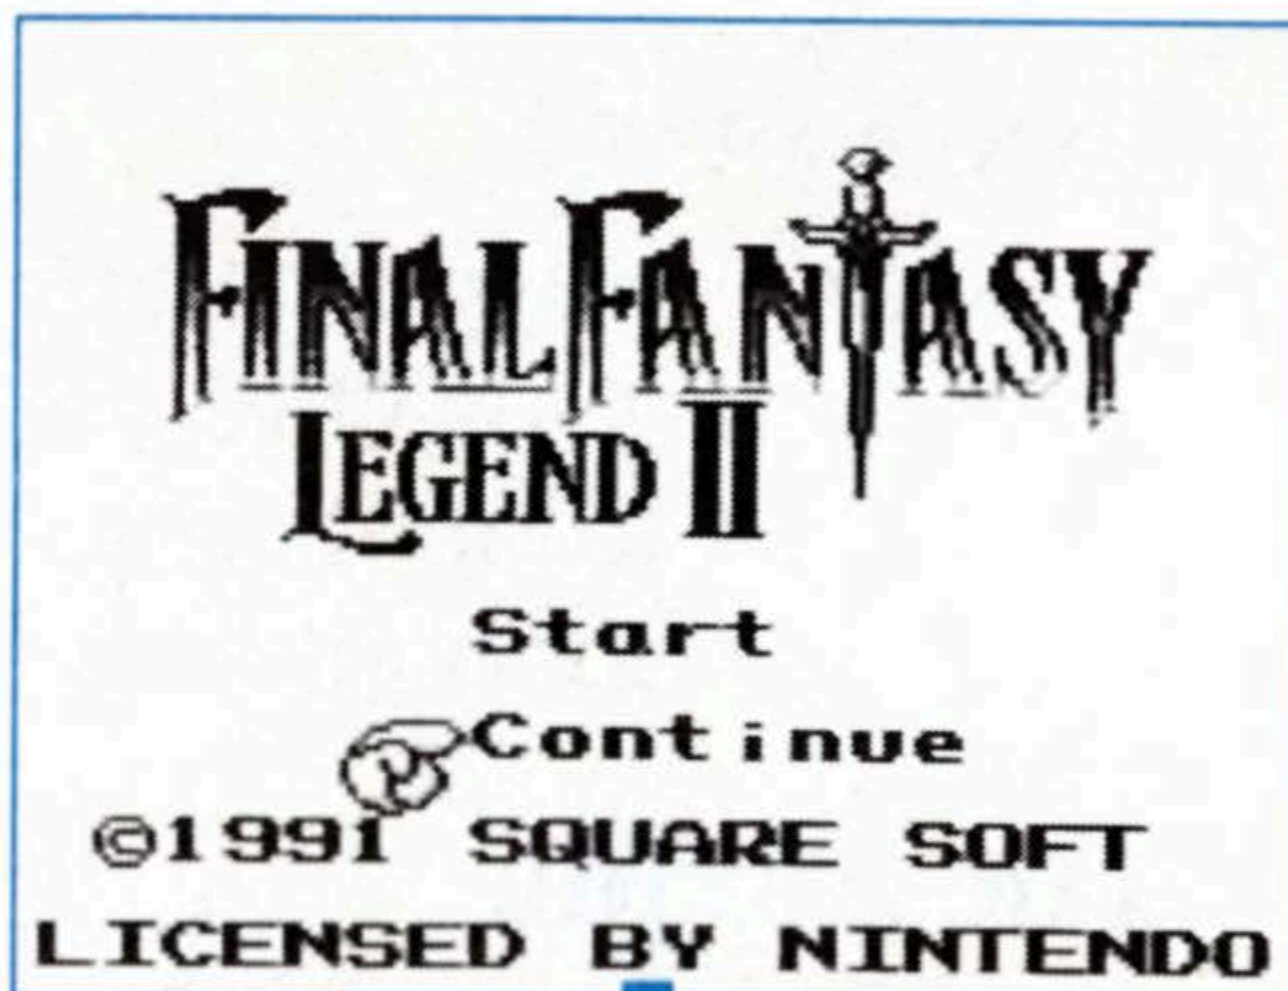 FINAL FANTASY
LEGEND II
Start
Continue
©1991 SQUARE SOFT
LICENSED BY NINTENDO